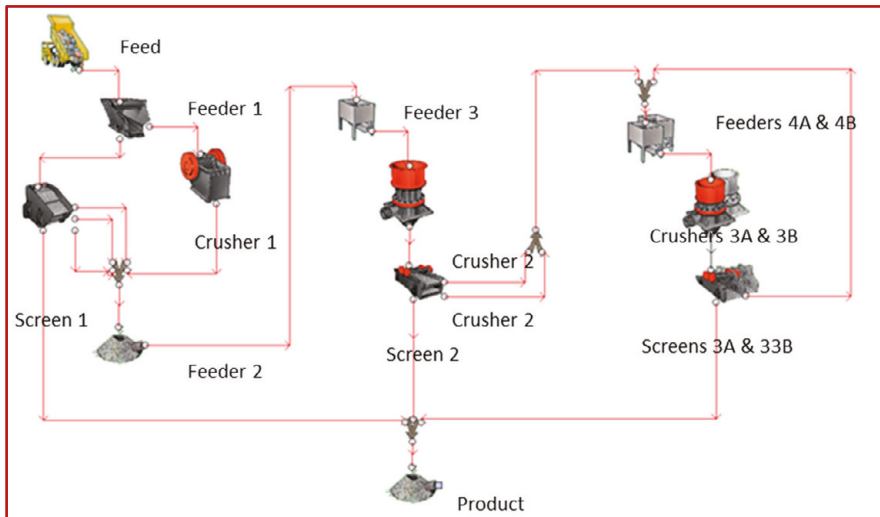 Feed
Feeder 1
Feeder 3
Feeders 4A & 4B
Crusher 1
Crusher 2
Crushers 3A & 3B
Screen 1
Crusher 2
Screen 2
Screens 3A & 33B
Feeder 2
Product